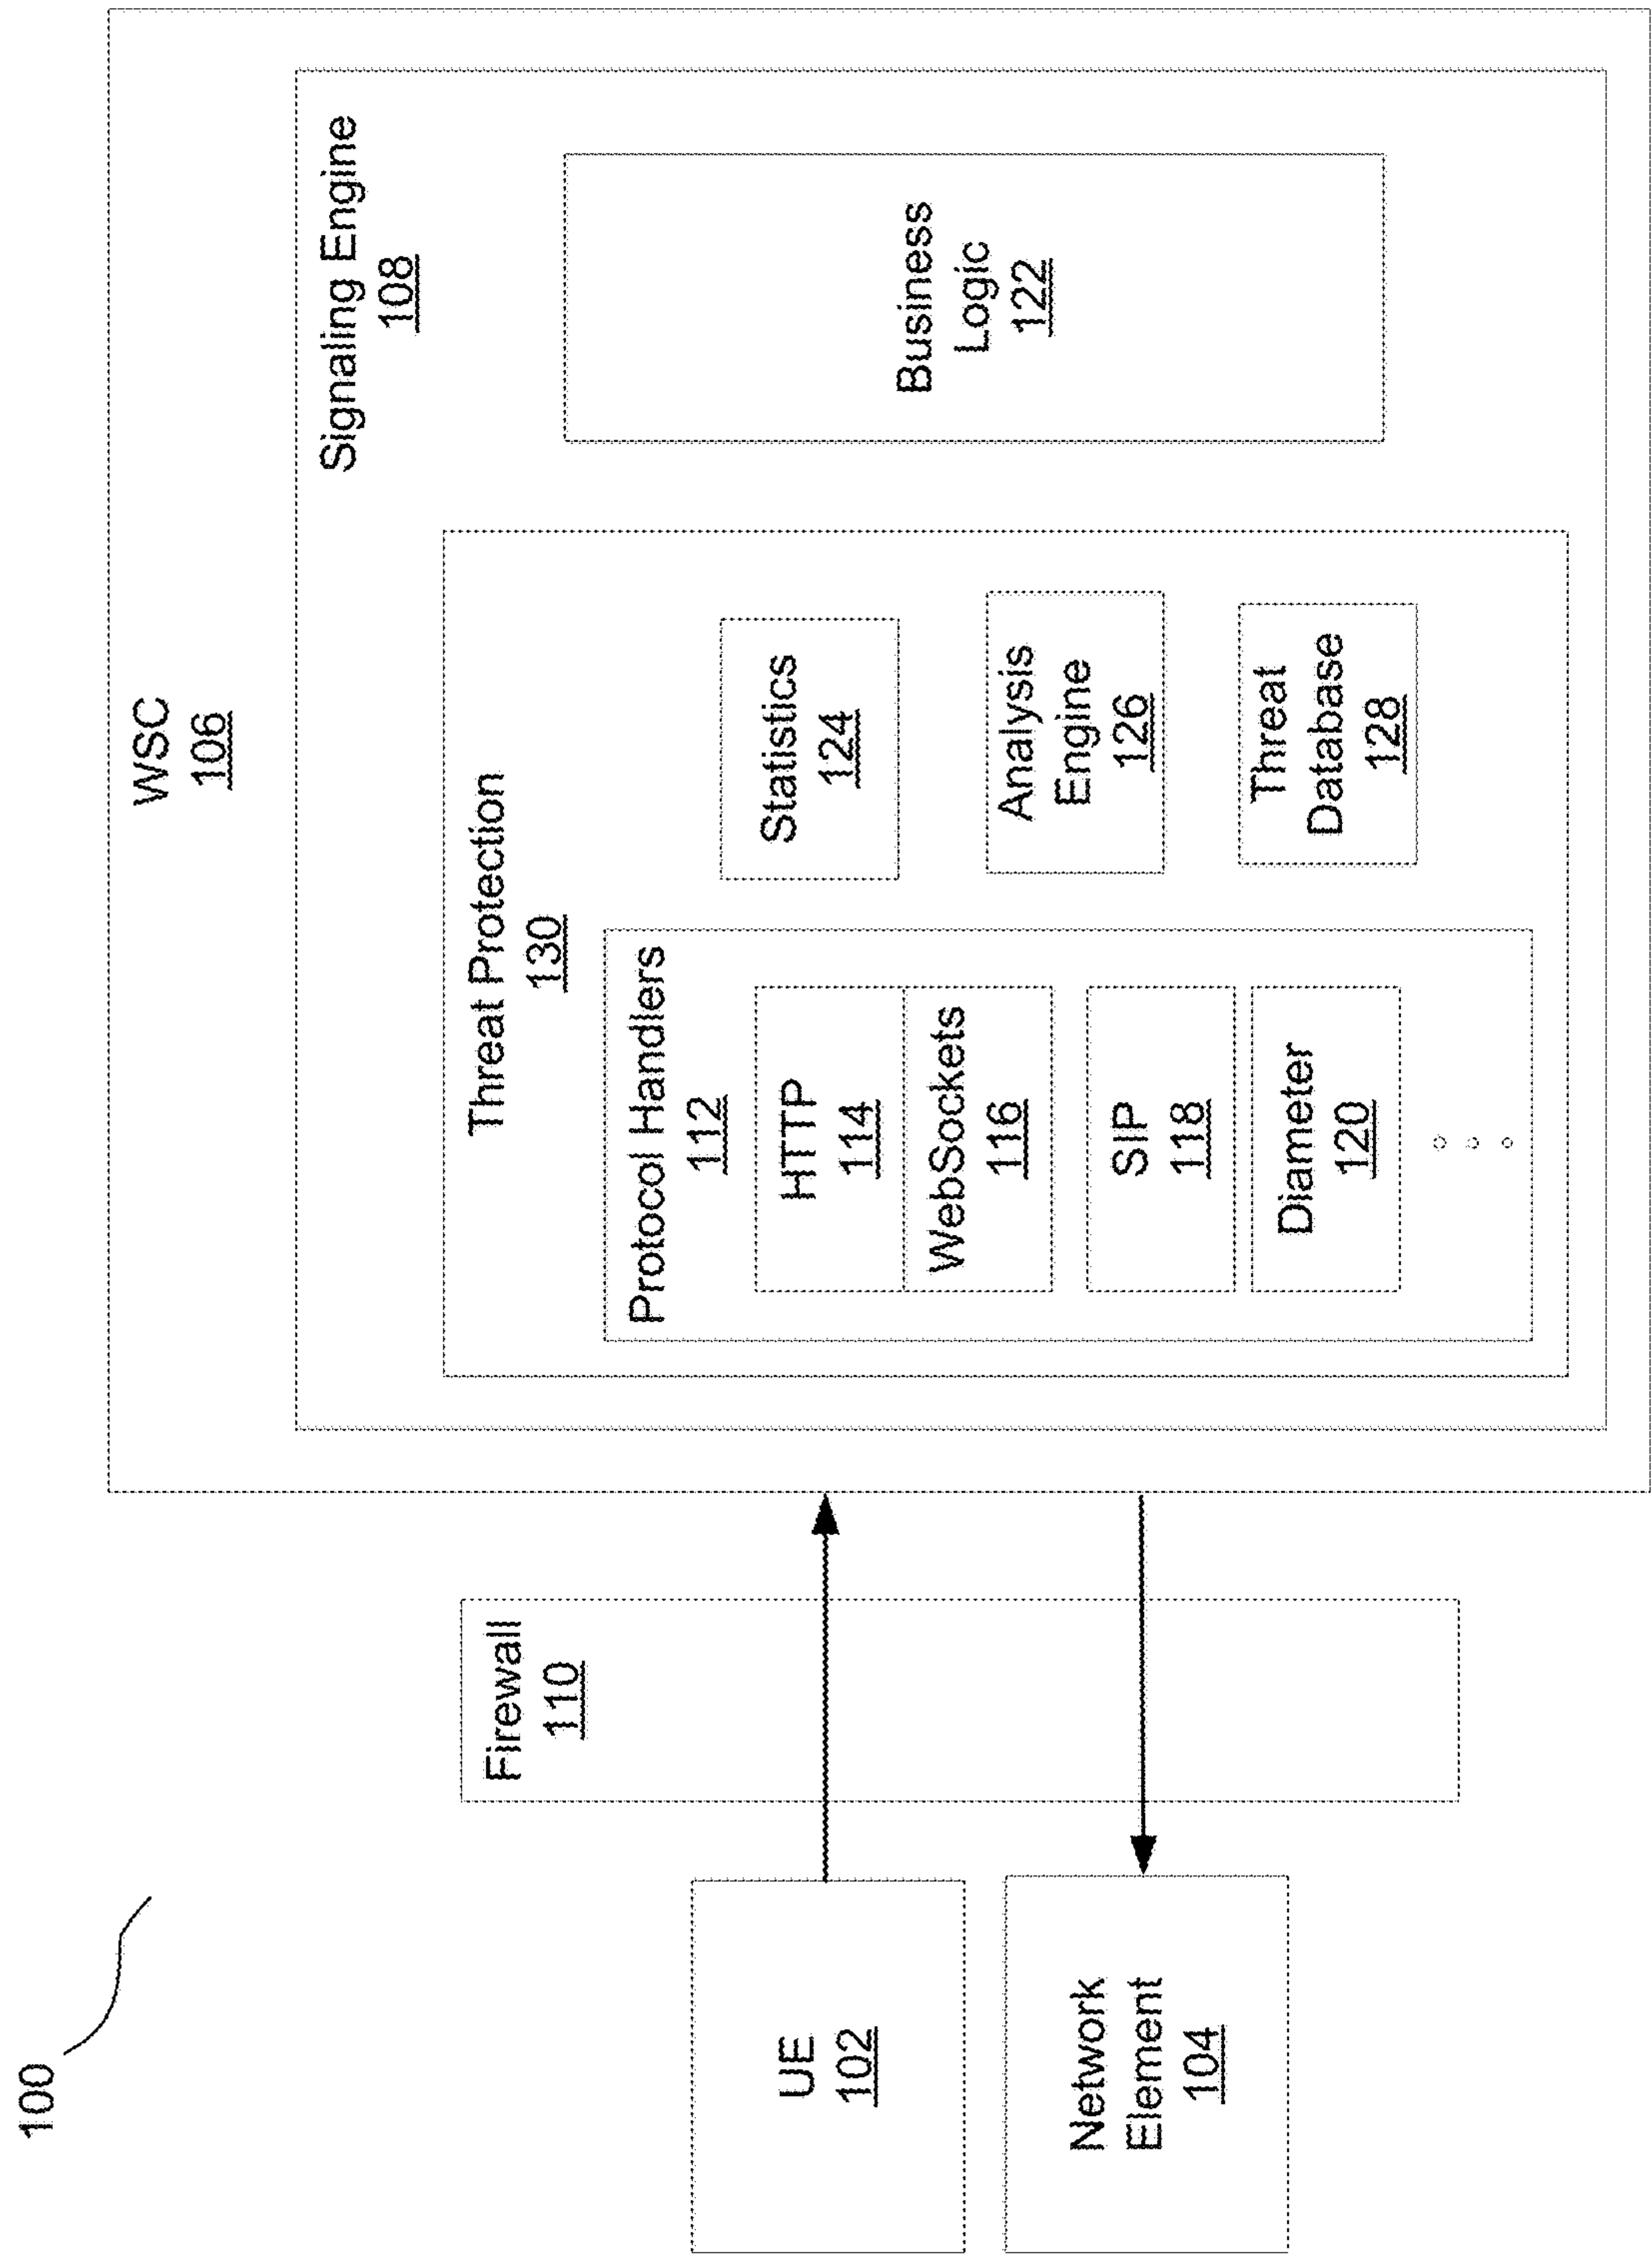 100
WSC
106
Signaling Engine
108
Threat Protection
130
Protocol Handlers
112
HTTP
114
WebSockets
116
SIP
118
Diameter
120
Statistics
124
Analysis
Engine
126
Threat
Database
128
Business
Logic
122
Firewall
110
UE
102
Network
Element
104